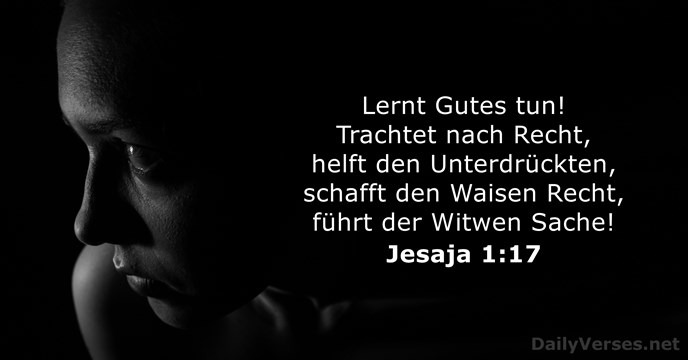 Lernt Gutes tun!
Trachtet nach Recht,
helft den Unterdrückten,
schafft den Waisen Recht,
führt der Witwen Sache!
Jesaja 1:17
DailyVerses.net